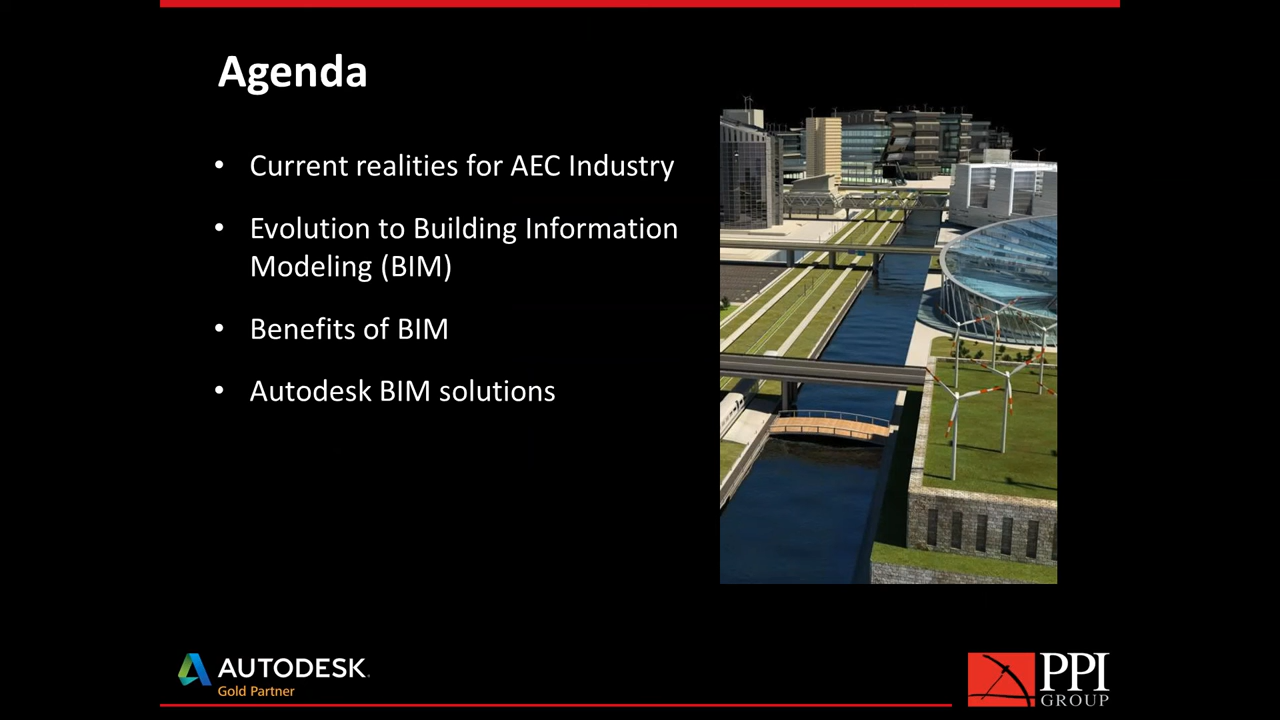 Agenda
• Current realities for AEC Industry
• Evolution to Building Information
Modeling (BIM)
• Benefits of BIM
• Autodesk BIM solutions
AUTODESK.
Gold Partner
PPI
GROUP